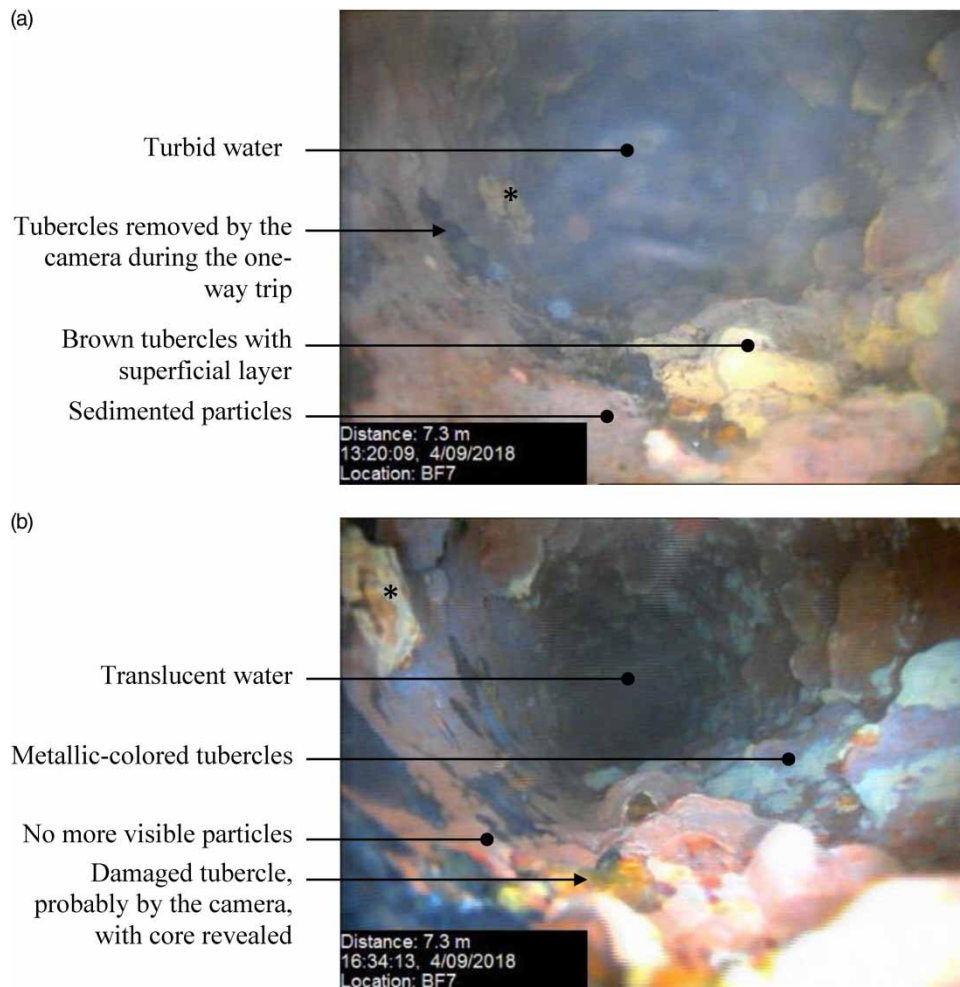 (a)
Turbid water
*
Tubercles removed by the
camera during the one-
way trip
Brown tubercles with
superficial layer
Sedimented particles
Distance: 7.3 m
13:20:09, 4/09/2018
Location: BF7
(b)
*
Translucent water
Metallic-colored tubercles
No more visible particles
Damaged tubercle,
probably by the camera,
with core revealed
Distance: 7.3 m
16:34:13, 4/09/2018
Location: BF7